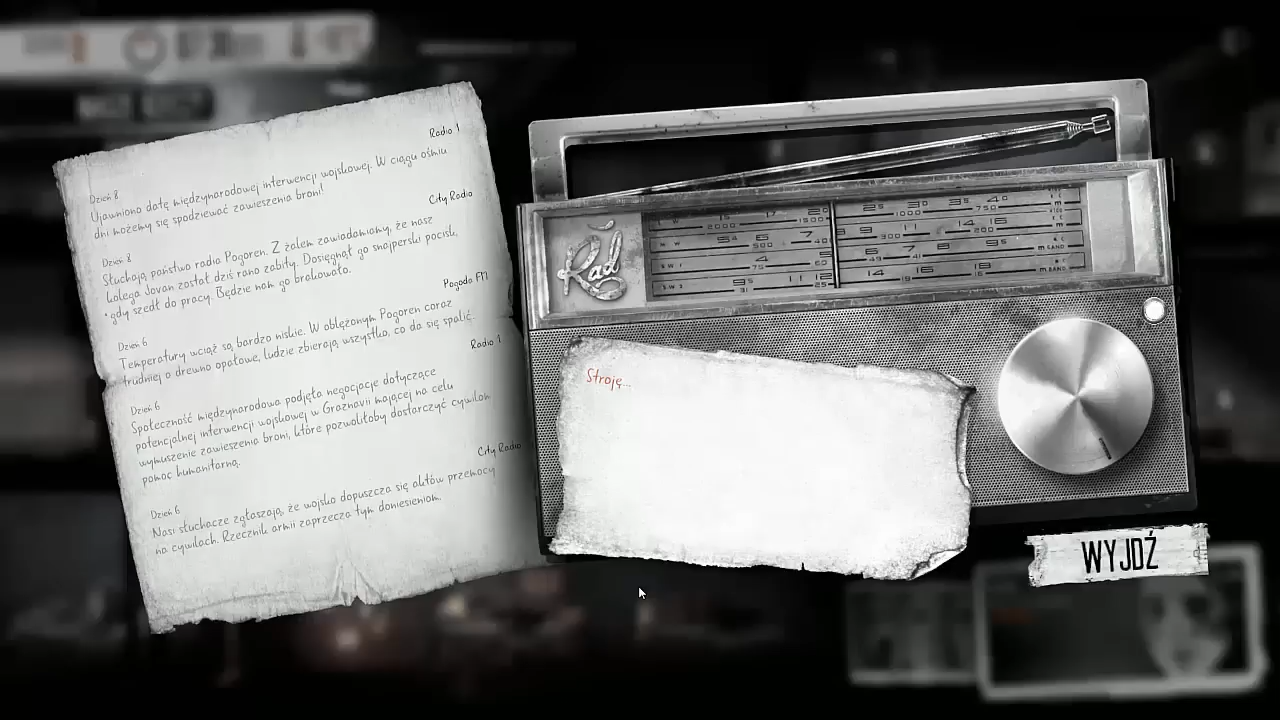 Radio 1
Dzień 8
Ujawniono datę międzynarodowej interwencji wojskowej. W ciągu ośmiu
dni możemy się spodziewać zawieszenia broni!
City Radio
Dzień 8
Słuchają państwo radia Pogoren. Z żalem zawiadamiamy, że nasz
kolega Jovan został dziś rano zabity. Dosięgnął go snajperski pocisk,
gdy szedł do pracy. Będzie nam go brakowało.
Pogoda FM
Dzień 6
Temperatury wciąż są bardzo niskie. W oblężonym Pogoren coraz
trudniej o drewno opałowe, ludzie zbierają wszystko, co da się spalić.
Radio 1
Dzień 6
Społeczność międzynarodowa podjęła negocjacje dotyczące
potencjalnej interwencji wojskowej w Graznavii mającej na celu
wymuszenie zawieszenia broni, które pozwoliłoby dostarczyć cywilom
pomoc humanitarną.
City Radio
Dzień 6
Nasi słuchacze zgłaszają, że wojsko dopuszcza się aktów przemocy
na cywilach. Rzecznik armii zaprzecza tym doniesieniom.
Rad
Stroję...
WYJDŹ